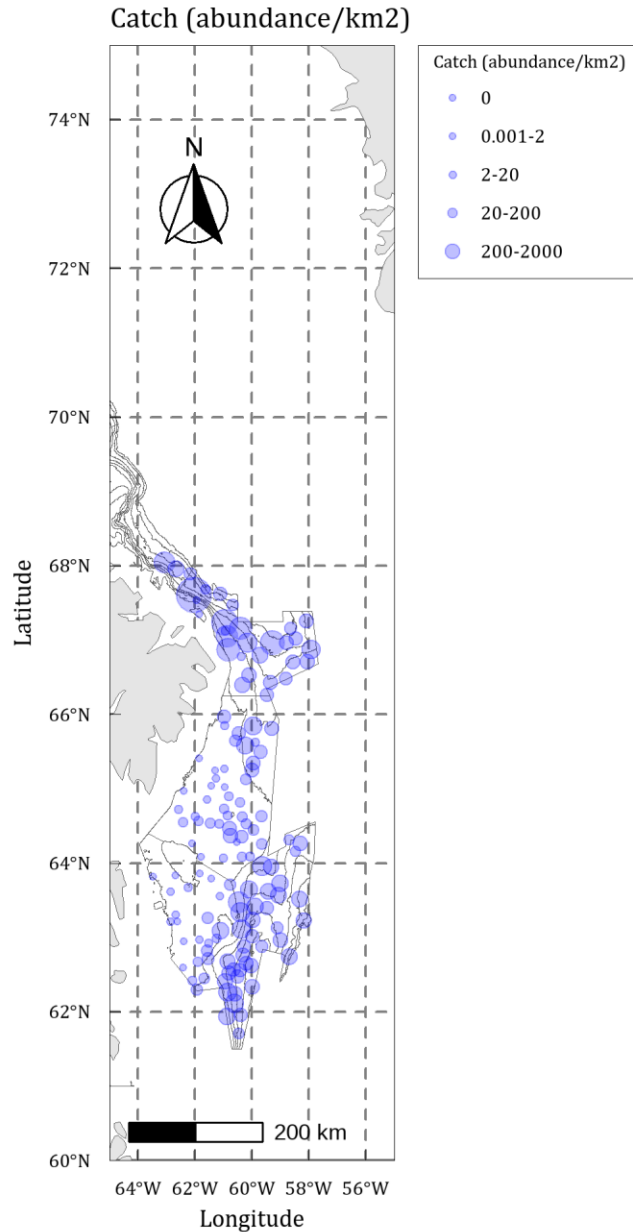 Catch (abundance/km2)
Catch (abundance/km2)
0
0.001-2
2-20
20-200
200-2000
N
74°N
72°N
70°N
68°N
66°N
64°N
62°N
60°N
Latitude
200 km
64°W 62°W 60°W 58°W 56°W
Longitude